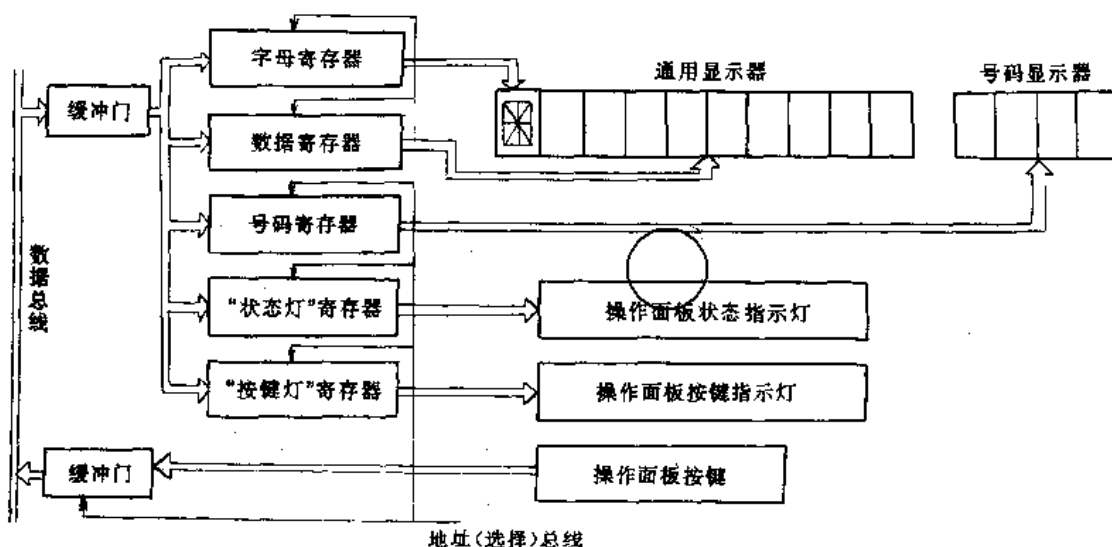 字母寄存器
通用显示器
号码显示器
缓冲门
数据寄存器
号码寄存器
数据总线
“状态灯”寄存器
操作面板状态指示灯
“按键灯”寄存器
操作面板按键指示灯
缓冲门
操作面板按键
地址(选择)总线